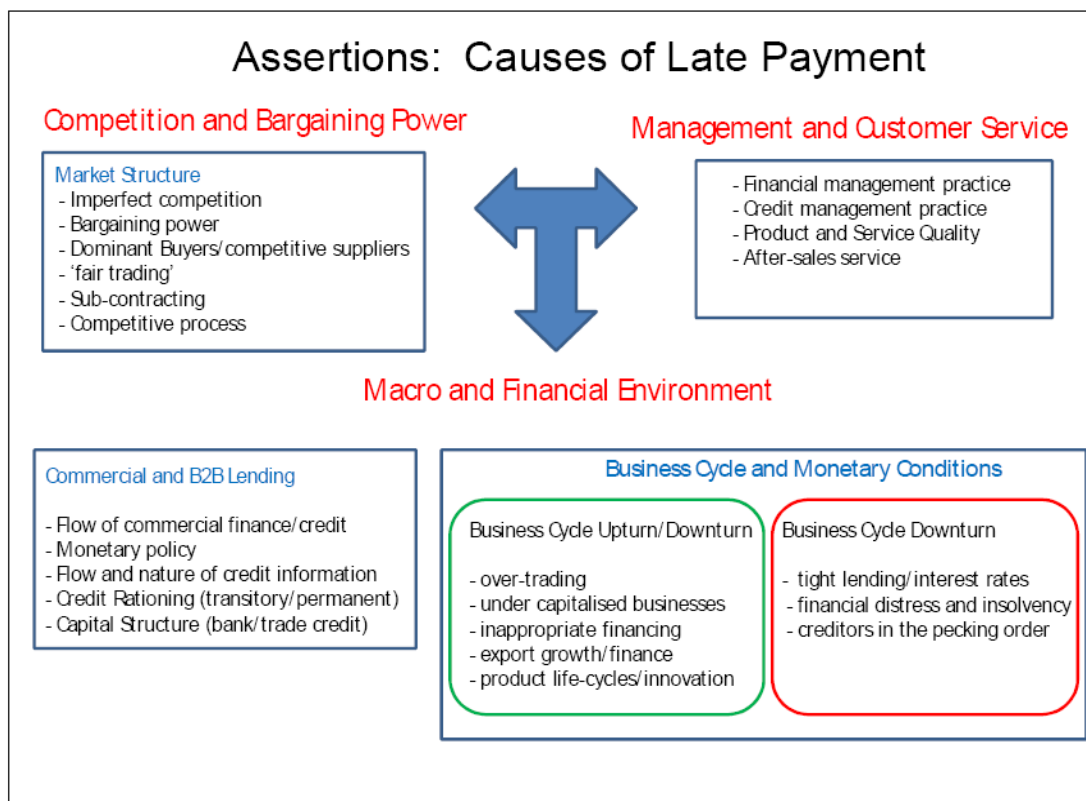 Assertions: Causes of Late Payment
Competition and Bargaining Power
Management and Customer Service
Market Structure
- Imperfect competition
- Bargaining power
- Dominant Buyers/competitive suppliers
- ‘fair trading’
- Sub-contracting
- Competitive process
- Financial management practice
- Credit management practice
- Product and Service Quality
- After-sales service
Macro and Financial Environment
Commercial and B2B Lending
- Flow of commercial finance/credit
- Monetary policy
- Flow and nature of credit information
- Credit Rationing (transitory/permanent)
- Capital Structure (bank/trade credit)
Business Cycle and Monetary Conditions
Business Cycle Upturn/Downturn
- over-trading
- under capitalised businesses
- inappropriate financing
- export growth/finance
- product life-cycles/innovation
Business Cycle Downturn
- tight lending/interest rates
- financial distress and insolvency
- creditors in the pecking order